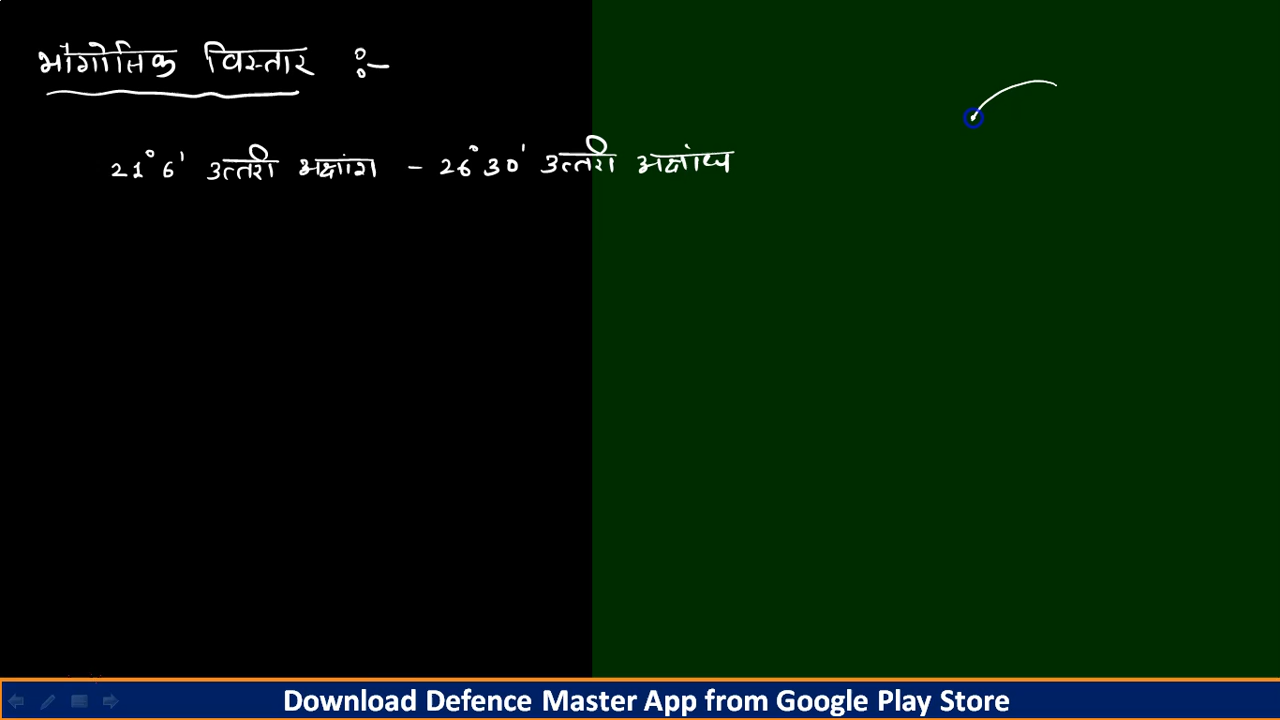 भौगोलिक विस्तार :-
21° 6' उत्तरी अक्षांश - 26° 30' उत्तरी अक्षांश
Download Defence Master App from Google Play Store